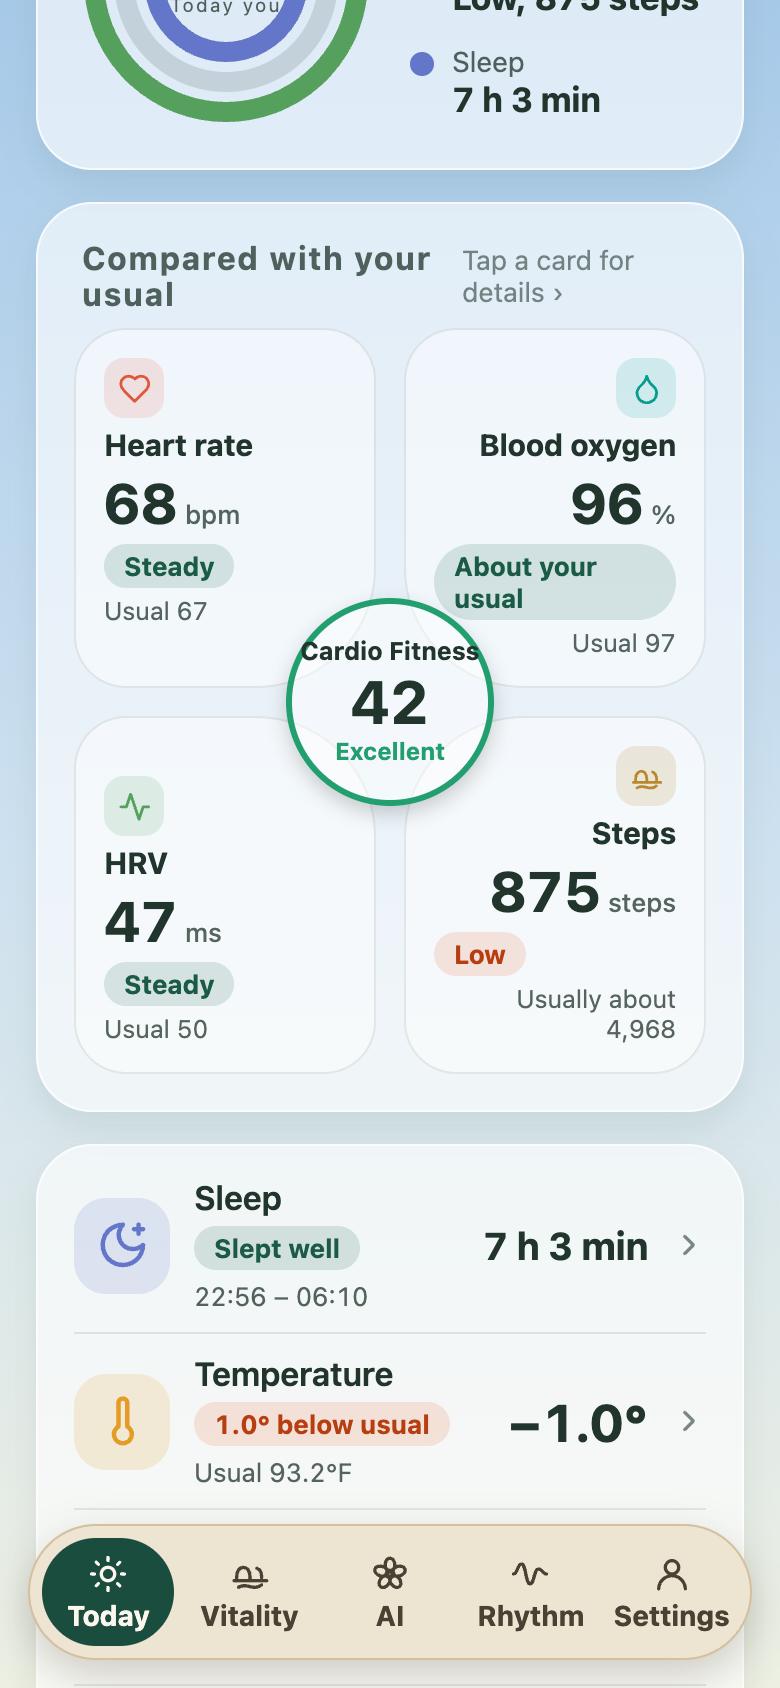 Today you
Low, 875 steps
Sleep
7 h 3 min
Compared with your
usual
Tap a card for
details ›
Heart rate
68 bpm
Steady
Usual 67
Blood oxygen
96 %
About your
usual
Usual 97
Cardio Fitness
42
Excellent
HRV
47 ms
Steady
Usual 50
Steps
875 steps
Low
Usually about
4,968
Sleep
Slept well
22:56 – 06:10
7 h 3 min
Temperature
1.0° below usual
Usual 93.2°F
–1.0°
Today
Vitality
AI
Rhythm
Settings